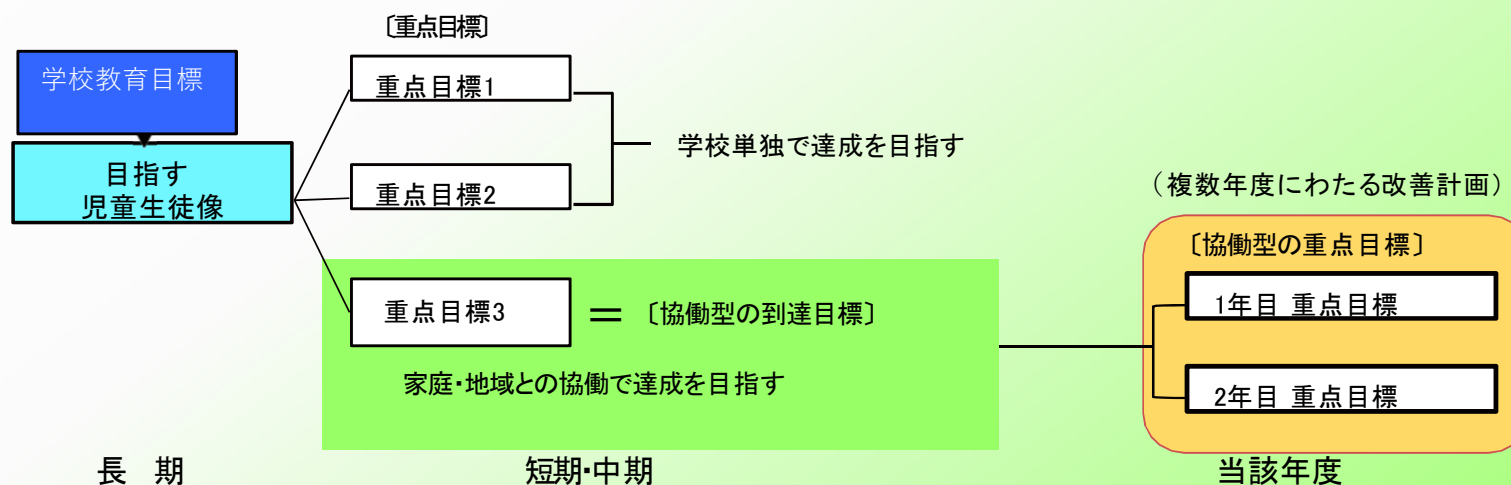 〔重点目標〕
学校教育目標
目指す
児童生徒像
重点目標1
重点目標2
学校単独で達成を目指す
重点目標3
＝
〔協働型の到達目標〕
家庭・地域との協働で達成を目指す
（複数年度にわたる改善計画）
〔協働型の重点目標〕
1年目 重点目標
2年目 重点目標
長　期
短期・中期
当該年度